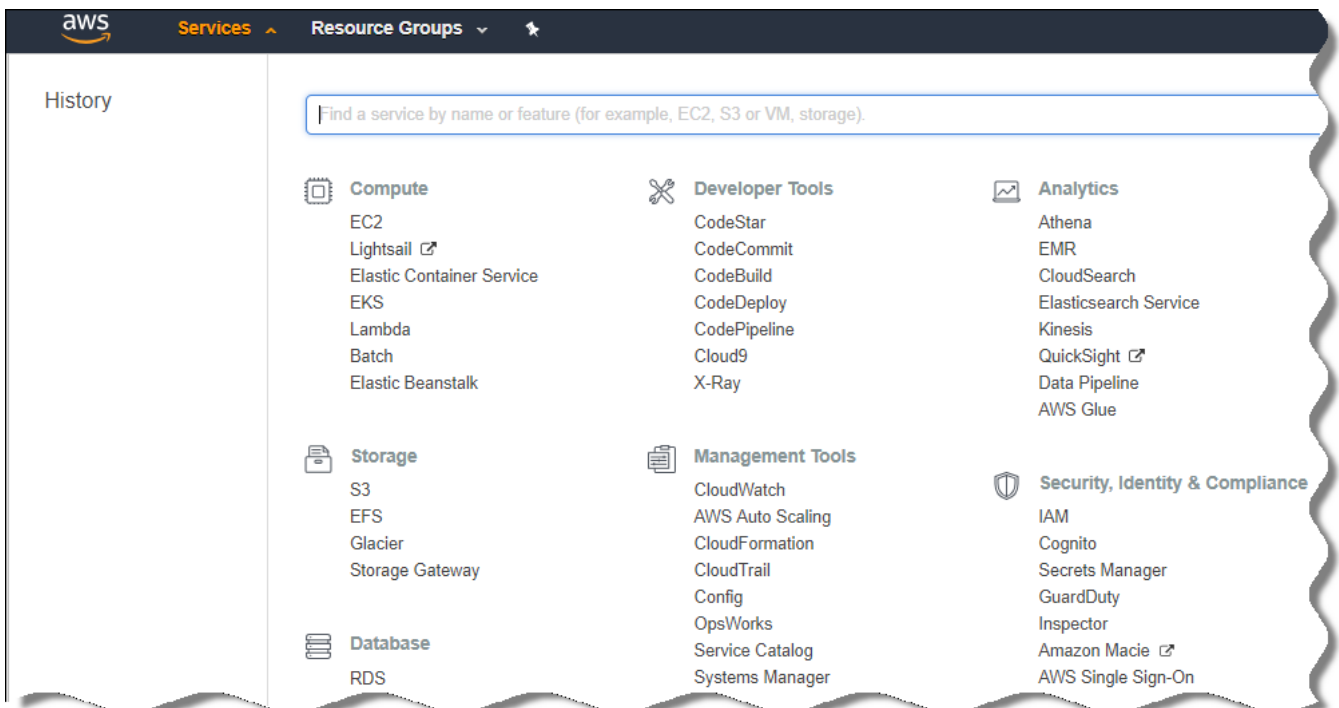 aws Services Resource Groups
History
Find a service by name or feature (for example, EC2, S3 or VM, storage).
Compute
EC2
Lightsail
Elastic Container Service
EKS
Lambda
Batch
Elastic Beanstalk
Storage
S3
EFS
Glacier
Storage Gateway
Database
RDS
Developer Tools
CodeStar
CodeCommit
CodeBuild
CodeDeploy
CodePipeline
Cloud9
X-Ray
Management Tools
CloudWatch
AWS Auto Scaling
CloudFormation
CloudTrail
Config
OpsWorks
Service Catalog
Systems Manager
Analytics
Athena
EMR
CloudSearch
Elasticsearch Service
Kinesis
QuickSight
Data Pipeline
AWS Glue
Security, Identity & Compliance
IAM
Cognito
Secrets Manager
GuardDuty
Inspector
Amazon Macie
AWS Single Sign-On